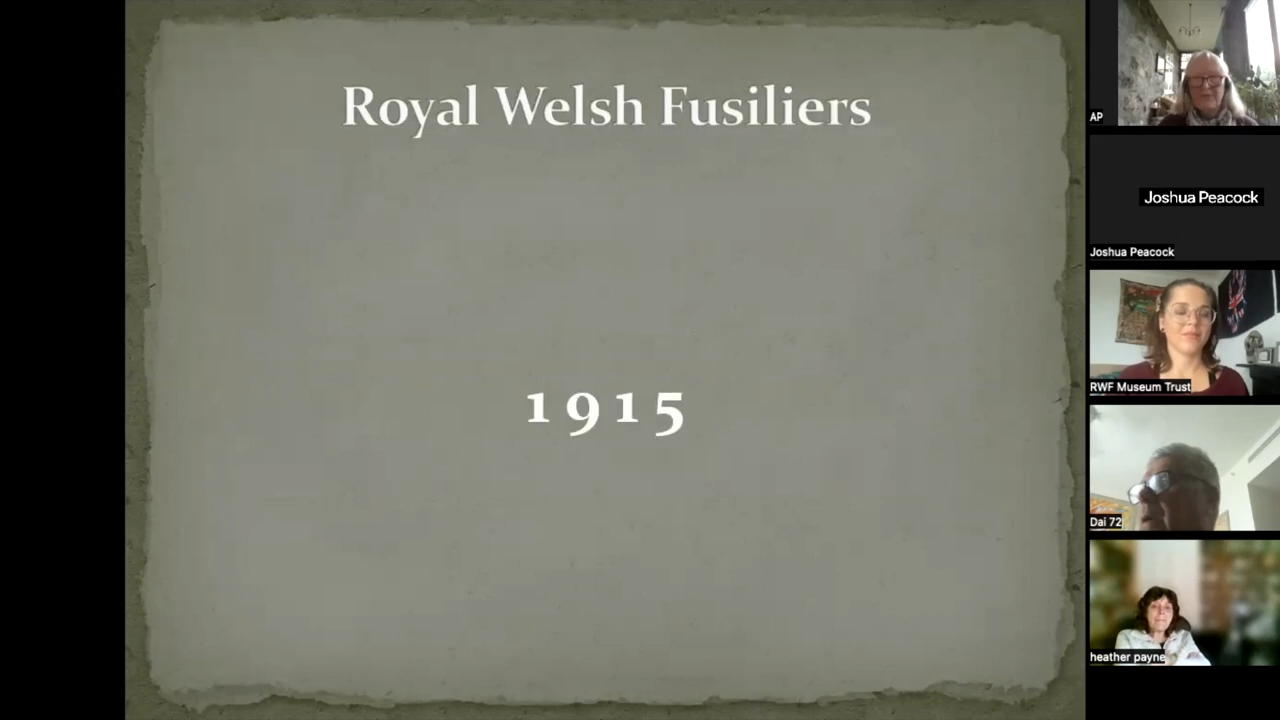 Royal Welsh Fusiliers
1915
AP
Joshua Peacock
Joshua Peacock
RWF Museum Trust
Dai 72
heather payne